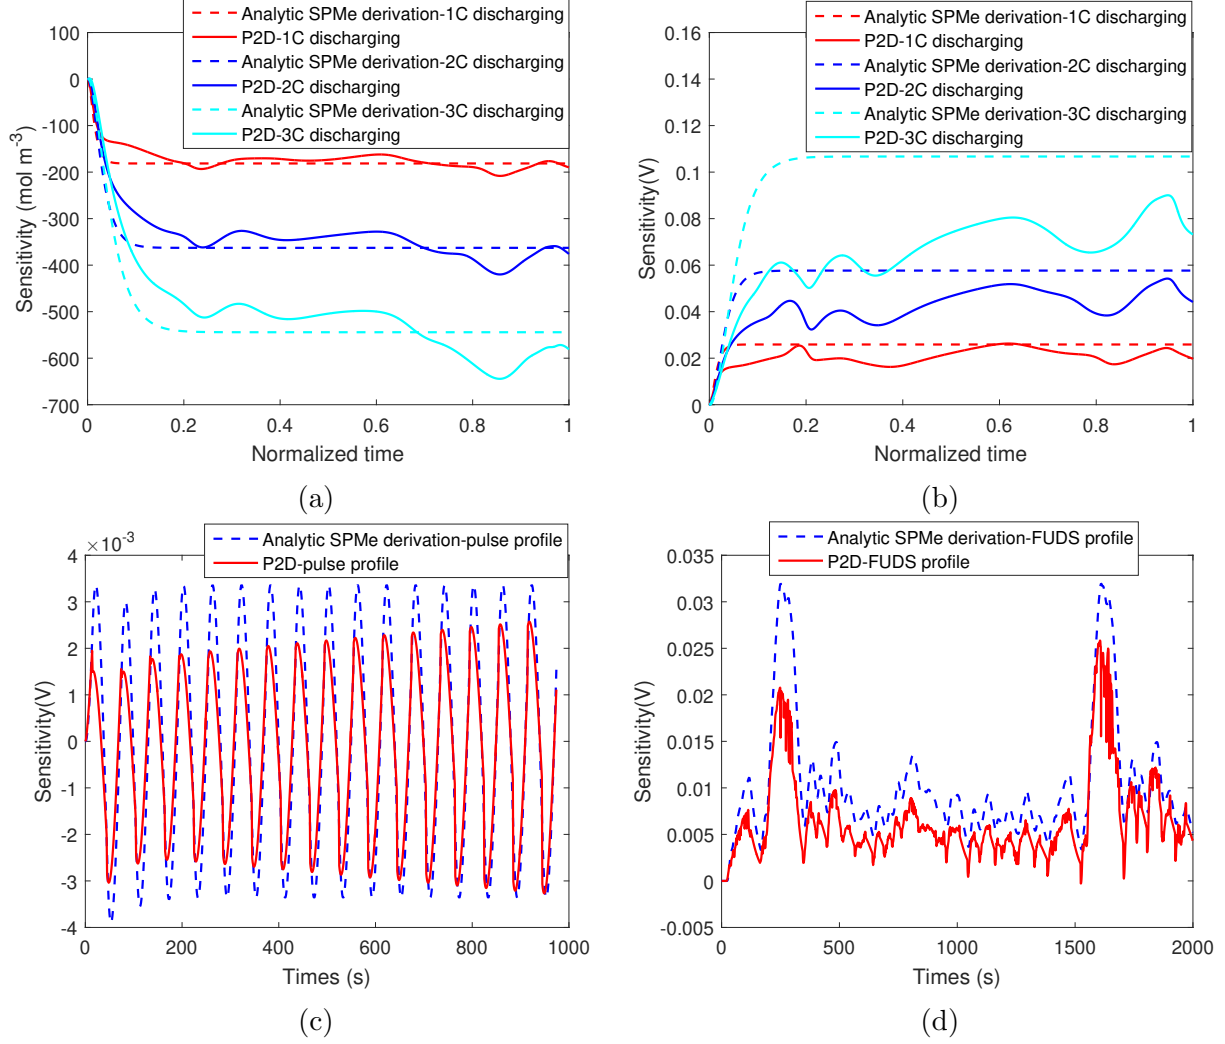 Analytic SPMe derivation-1C discharging
P2D-1C discharging
Analytic SPMe derivation-2C discharging
P2D-2C discharging
Analytic SPMe derivation-3C discharging
P2D-3C discharging
100
0
-100
-200
-300
-400
-500
-600
-700
Sensitivity (mol m-3)
0
0.2
0.4
0.6
0.8
1
Normalized time
(a)
Analytic SPMe derivation-1C discharging
P2D-1C discharging
Analytic SPMe derivation-2C discharging
P2D-2C discharging
Analytic SPMe derivation-3C discharging
P2D-3C discharging
0.16
0.14
0.12
0.1
0.08
0.06
0.04
0.02
0
Sensitivity(V)
0
0.2
0.4
0.6
0.8
1
Normalized time
(b)
×10-3
Analytic SPMe derivation-pulse profile
P2D-pulse profile
4
3
2
1
0
-1
-2
-3
-4
Sensitivity(V)
0
200
400
600
800
1000
Times (s)
(c)
Analytic SPMe derivation-FUDS profile
P2D-FUDS profile
0.035
0.03
0.025
0.02
0.015
0.01
0.005
0
-0.005
Sensitivity(V)
0
500
1000
1500
2000
Times (s)
(d)